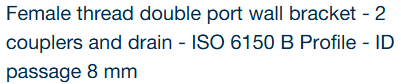 Female thread double port wall bracket - 2
couplers and drain - ISO 6150 B Profile - ID
passage 8 mm